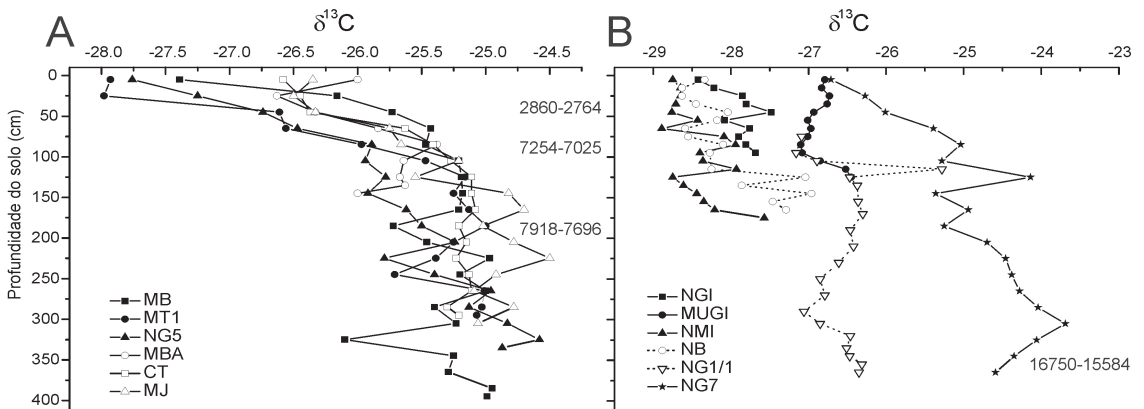 A
δ13C
-28.0 -27.5 -27.0 -26.5 -26.0 -25.5 -25.0 -24.5
Profundidade do solo (cm)
0
50
100
150
200
250
300
350
400
2860-2764
7254-7025
7918-7696
MB
MT1
NG5
MBA
CT
MJ
B
δ13C
-29 -28 -27 -26 -25 -24 -23
NGI
MUGI
NMI
NB
NG1/1
NG7
16750-15584